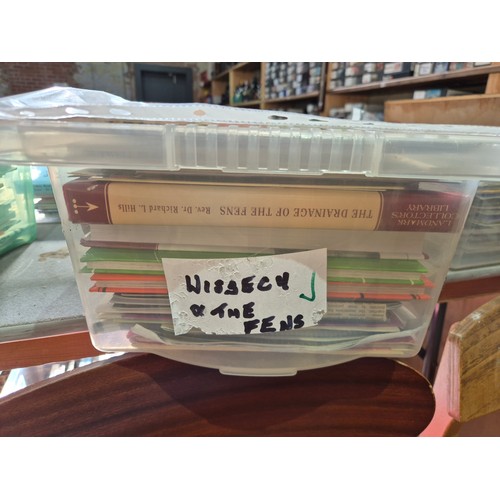 LANDMARK
COLLECTOR'S
LIBRARY
THE DRAINAGE OF THE FENS
Rev. Dr. Richard L. Hills
WISBECH
& THE
FENS